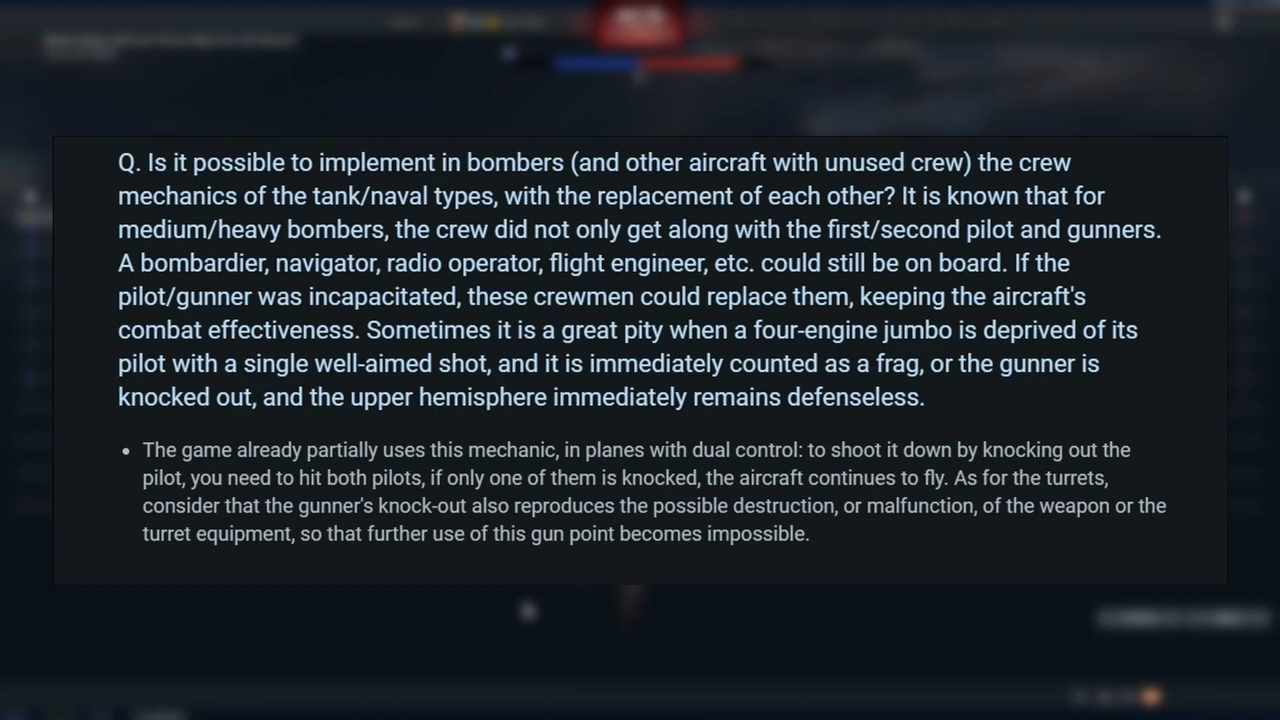 Q. Is it possible to implement in bombers (and other aircraft with unused crew) the crew
mechanics of the tank/naval types, with the replacement of each other? It is known that for
medium/heavy bombers, the crew did not only get along with the first/second pilot and gunners.
A bombardier, navigator, radio operator, flight engineer, etc. could still be on board. If the
pilot/gunner was incapacitated, these crewmen could replace them, keeping the aircraft's
combat effectiveness. Sometimes it is a great pity when a four-engine jumbo is deprived of its
pilot with a single well-aimed shot, and it is immediately counted as a frag, or the gunner is
knocked out, and the upper hemisphere immediately remains defenseless.
• The game already partially uses this mechanic, in planes with dual control: to shoot it down by knocking out the
pilot, you need to hit both pilots, if only one of them is knocked, the aircraft continues to fly. As for the turrets,
consider that the gunner's knock-out also reproduces the possible destruction, or malfunction, of the weapon or the
turret equipment, so that further use of this gun point becomes impossible.